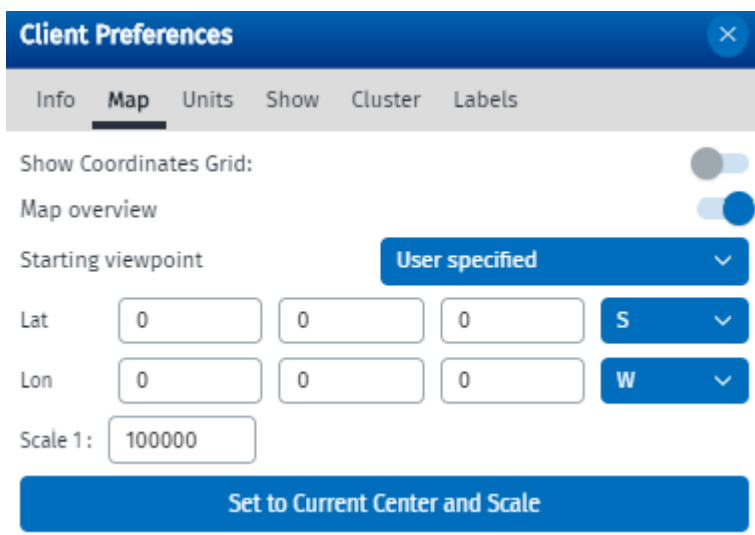 Client Preferences
Info Map Units Show Cluster Labels
Show Coordinates Grid:
Map overview
Starting viewpoint User specified
Lat 0 0 0 S
Lon 0 0 0 W
Scale 1: 100000
Set to Current Center and Scale